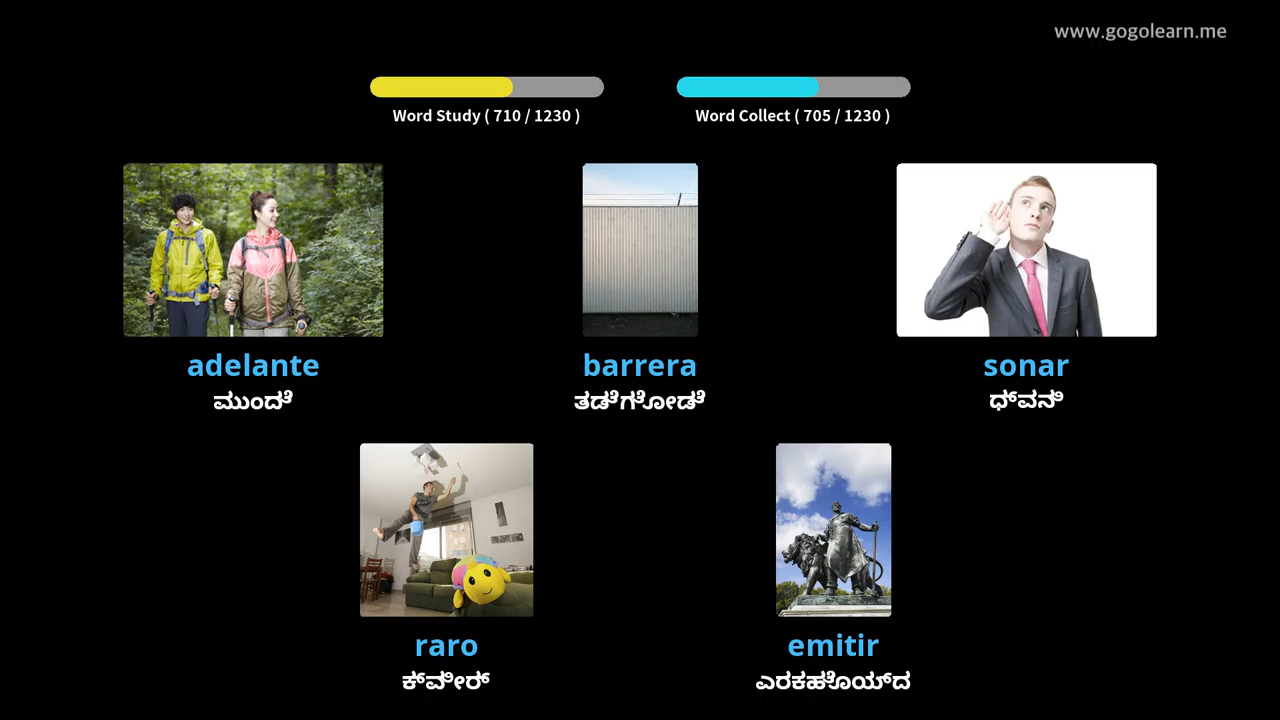 www.gogolearn.me
Word Study ( 710 / 1230 )
Word Collect ( 705 / 1230 )
adelante
ಮುಂದೆ
barrera
ತಡೆಗೋಡೆ
sonar
ಧ್ವನಿ
raro
ಕ್ವೀರ್
emitir
ಎರಕಹೊಯ್ದ